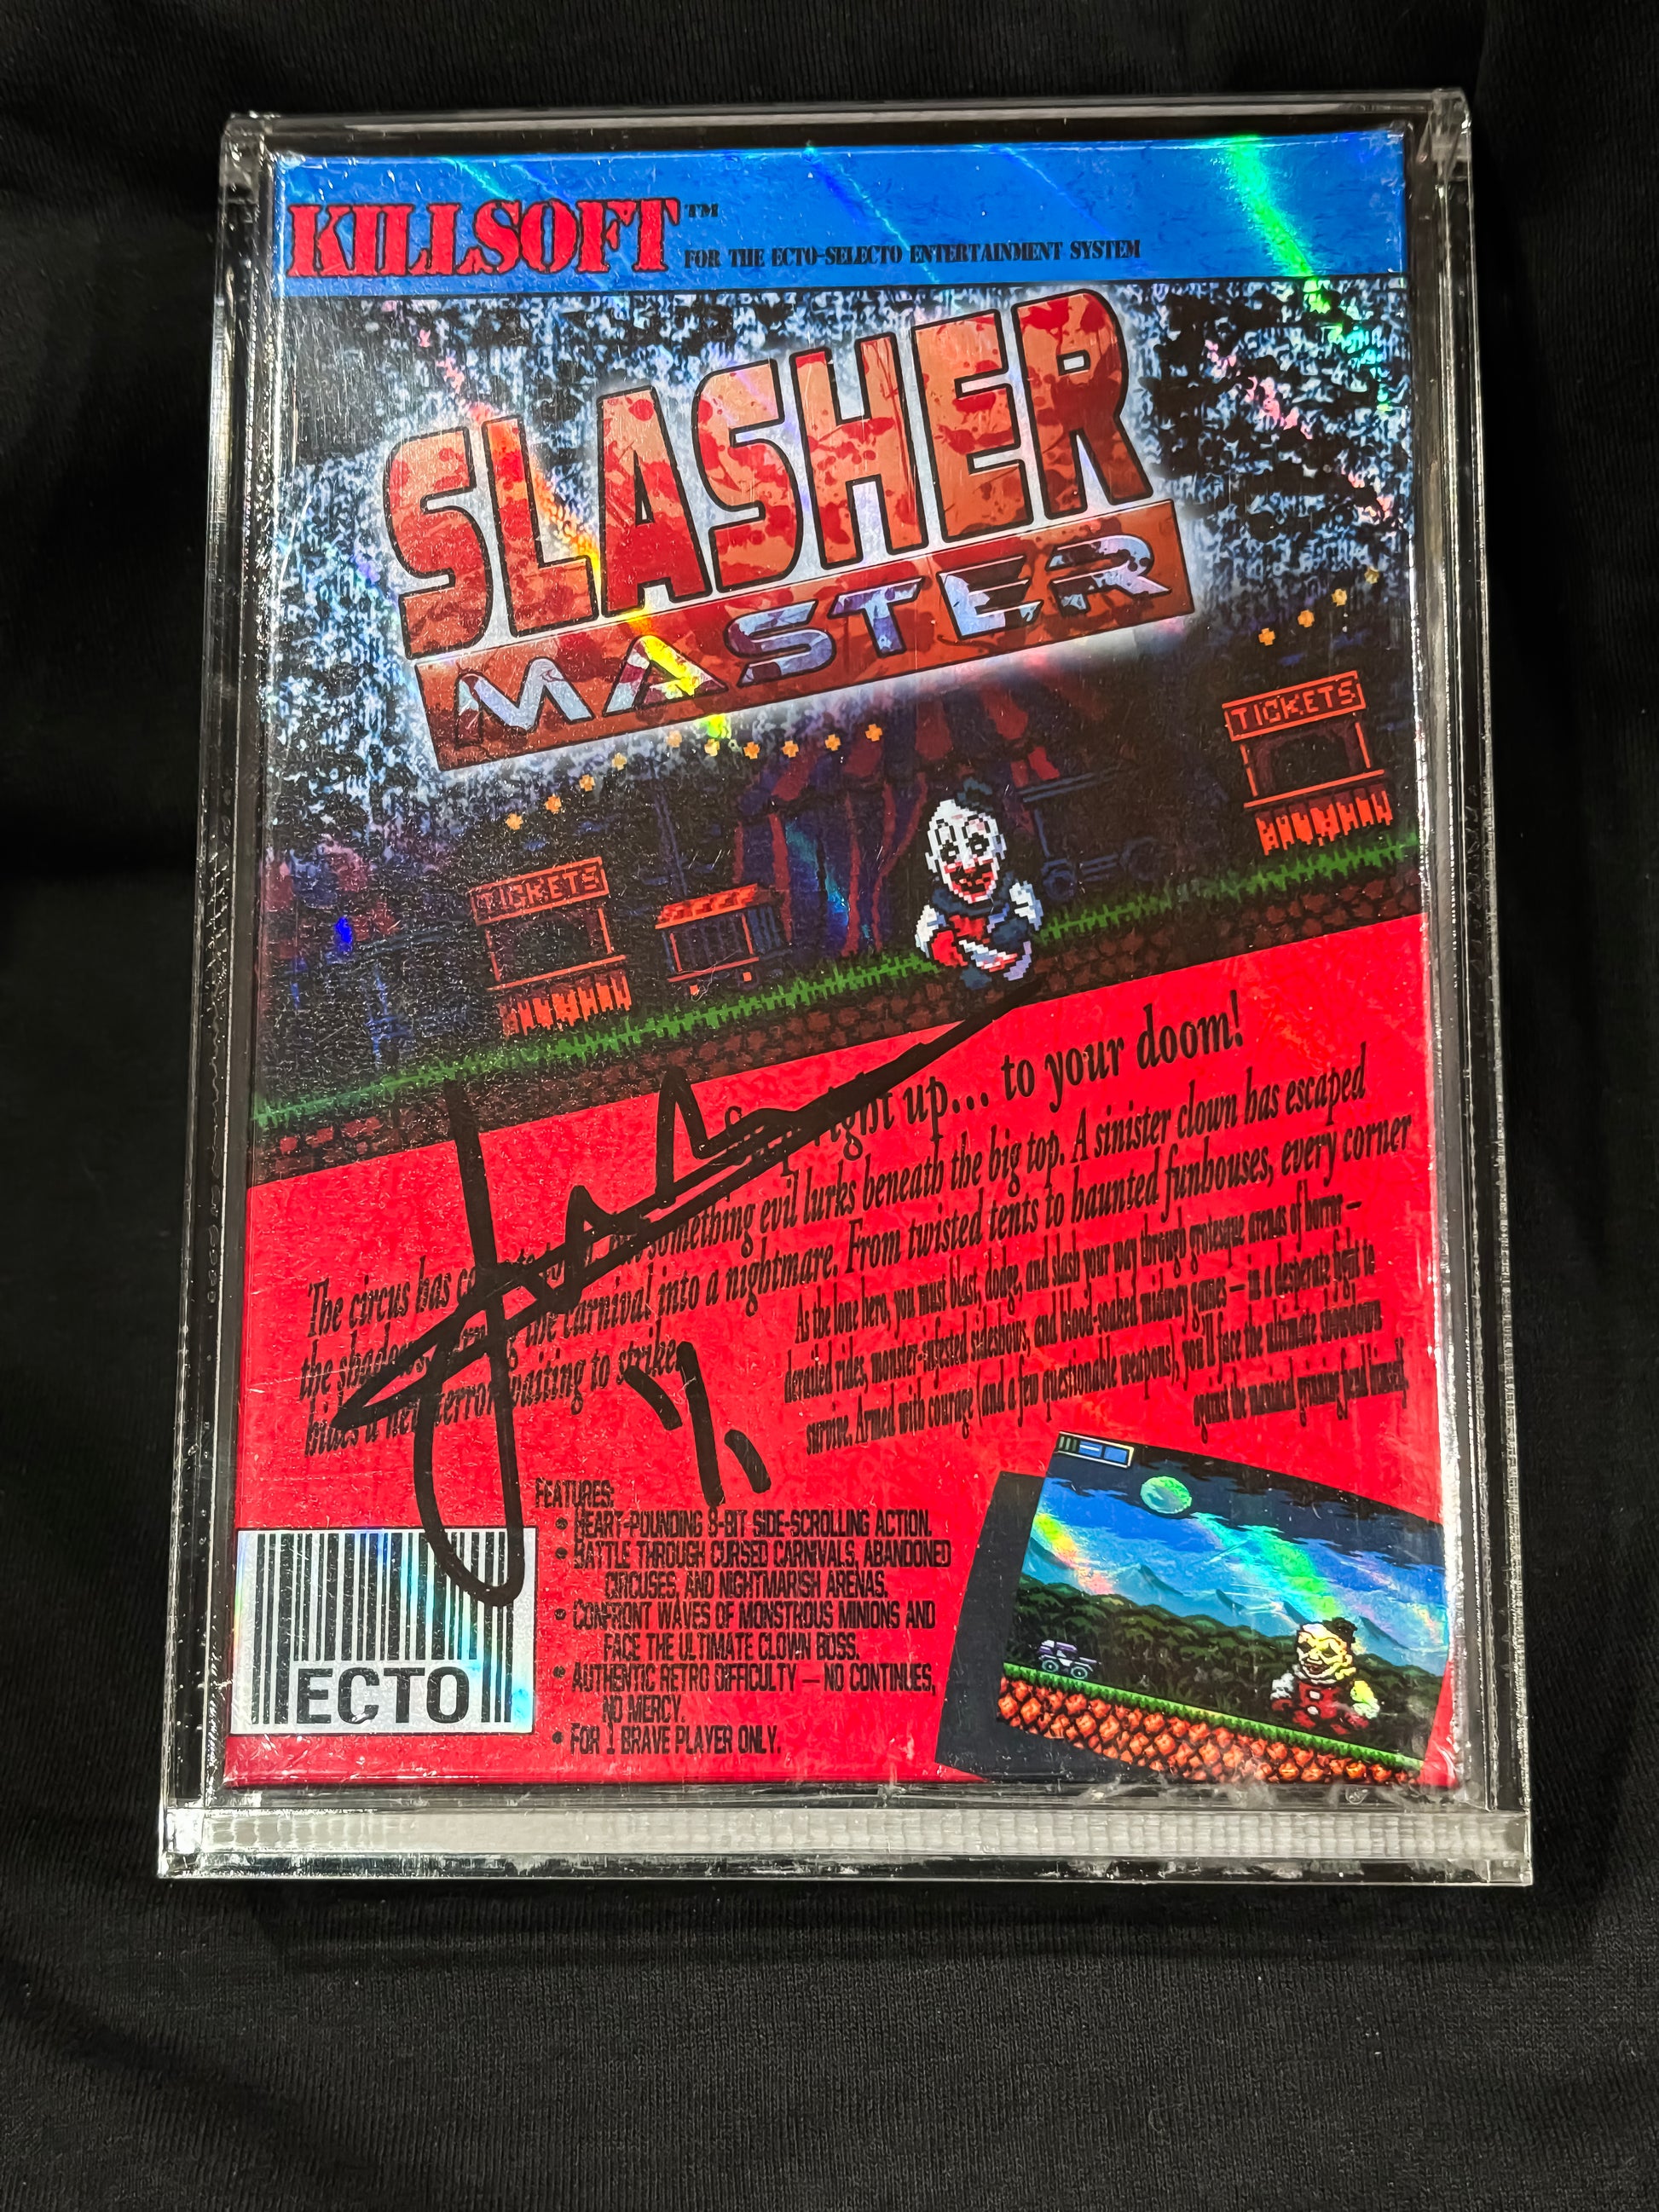 KILLSOFT™
FOR THE ECTO-SELECTO ENTERTAINMENT SYSTEM
SLASHER
MASTER
TICKETS
TICKETS
right up... to your doom!
The circus has something evil lurks beneath the big top. A sinister clown has escaped
the shadows, the carnival into a nightmare. From twisted tents to haunted funhouses, every corner
hides a new terror waiting to strike.
As the lone hero, you must blast, dodge, and slash your way through grotesque arenas of horror —
derailed rides, monster-infested sideshows, and blood-soaked midway games — in a desperate fight to
survive. Armed with courage (and a few questionable weapons), you'll face the ultimate showdown
against the maniacal grinning fiend himself.
FEATURES:
• HEART-POUNDING 8-BIT SIDE-SCROLLING ACTION.
• BATTLE THROUGH CURSED CARNIVALS, ABANDONED
CIRCUSES, AND NIGHTMARISH ARENAS.
• CONFRONT WAVES OF MONSTROUS MINIONS AND
FACE THE ULTIMATE CLOWN BOSS.
• AUTHENTIC RETRO DIFFICULTY — NO CONTINUES,
NO MERCY.
• FOR 1 BRAVE PLAYER ONLY.
ECTO